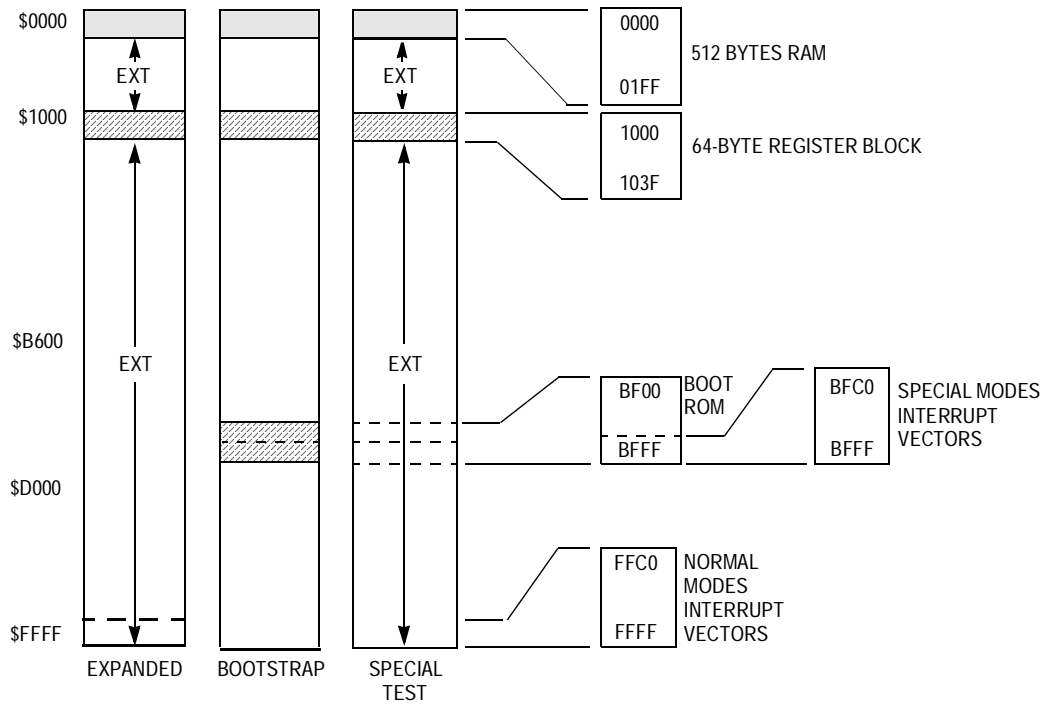 $0000
$1000
$B600
$D000
$FFFF
EXT
EXT
EXPANDED
BOOTSTRAP
EXT
EXT
SPECIAL
TEST
0000
01FF
512 BYTES RAM
1000
103F
64-BYTE REGISTER BLOCK
BF00
BFFF
BOOT
ROM
BFC0
BFFF
SPECIAL MODES
INTERRUPT
VECTORS
FFC0
FFFF
NORMAL
MODES
INTERRUPT
VECTORS